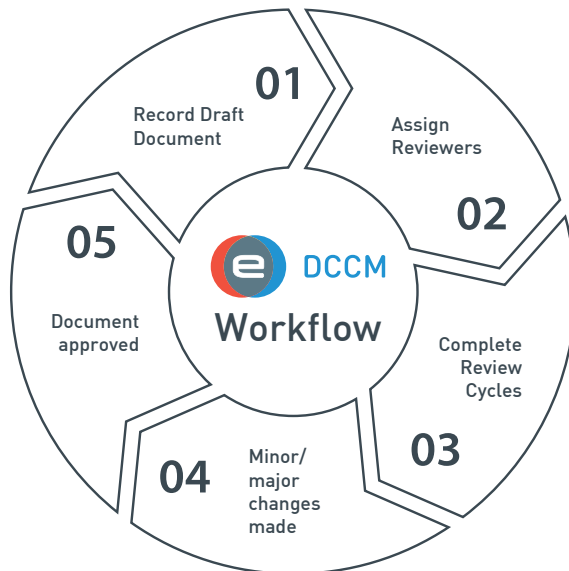 01
Record Draft
Document
Assign
Reviewers
02
Complete
Review
Cycles
03
04
Minor/
major
changes
made
05
Document
approved
e DCCM
Workflow